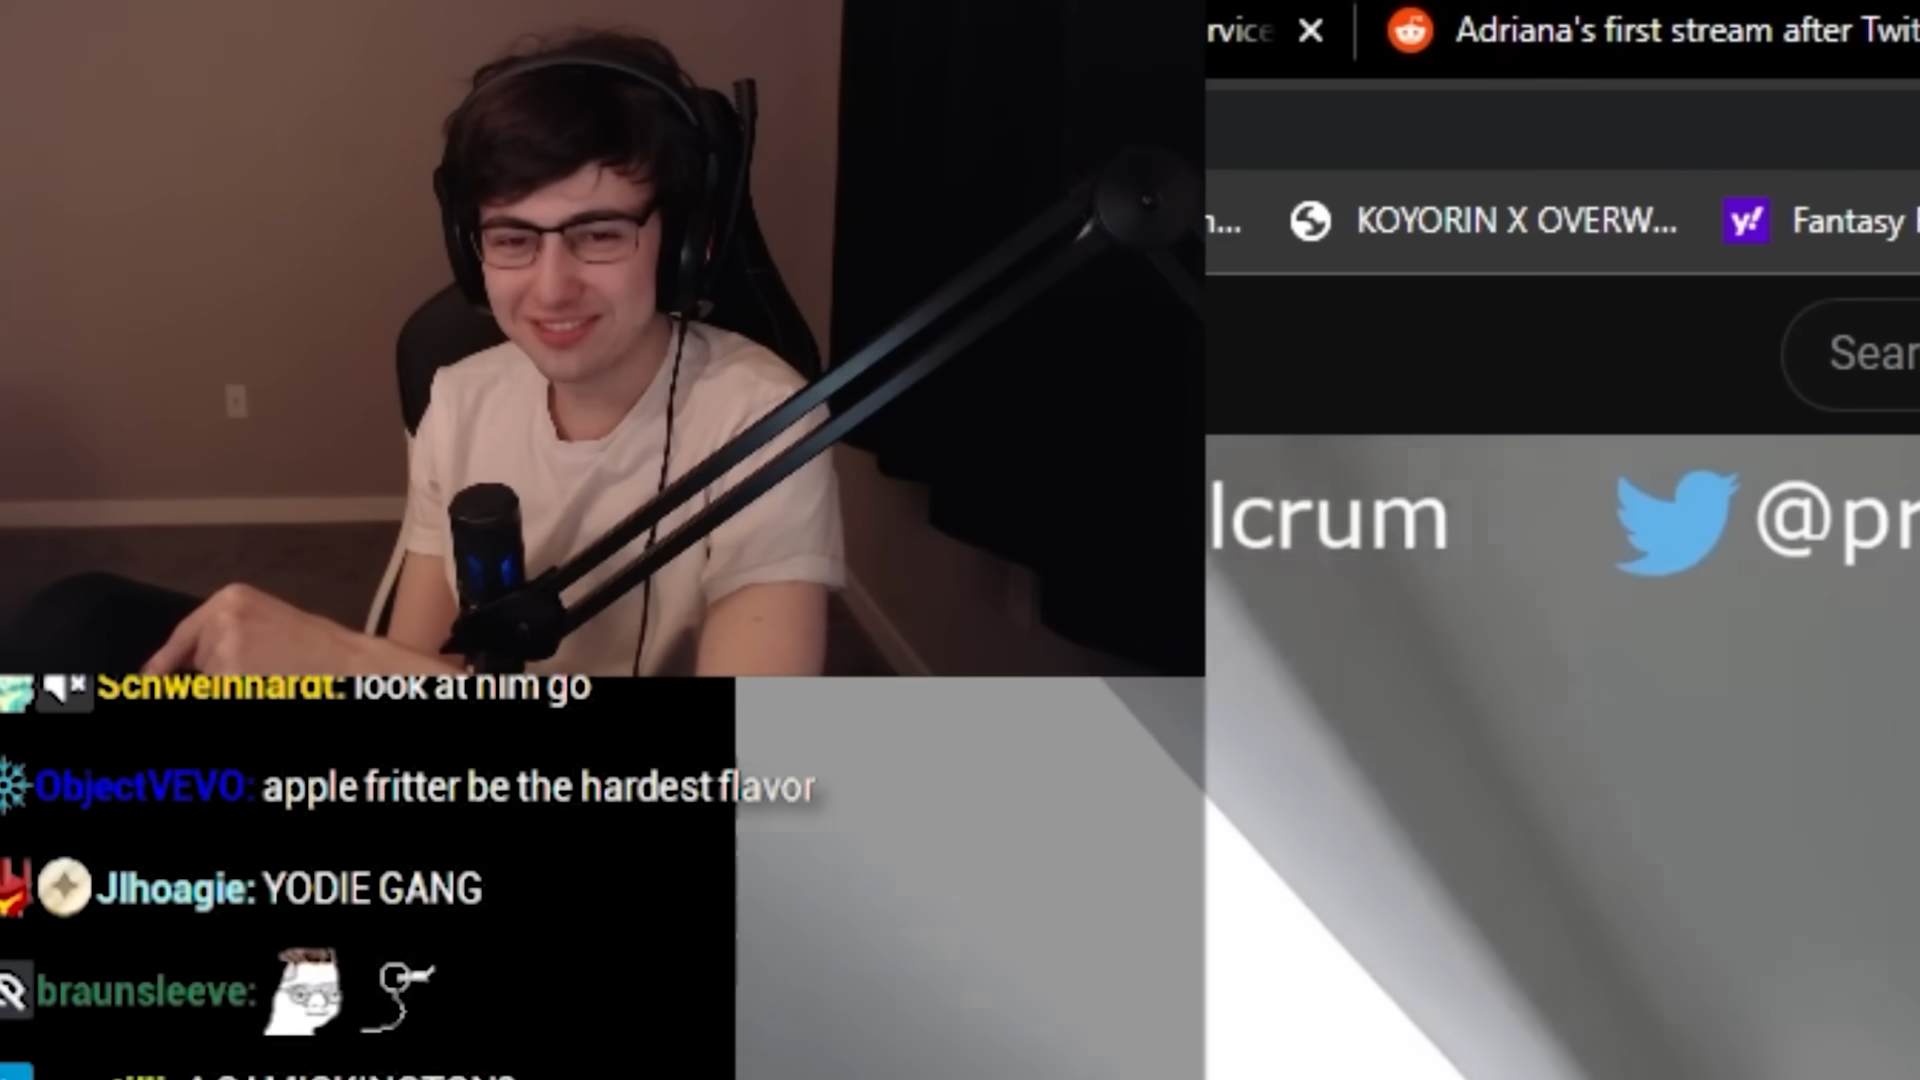 rvice
Adriana's first stream after Twit
...
KOYORIN X OVERW...
Fantasy
Sear
lcrum
@pr
Schweinhardt: look at him go
ObjectVEVO: apple fritter be the hardest flavor
Jlhoagie: YODIE GANG
braunsleeve: